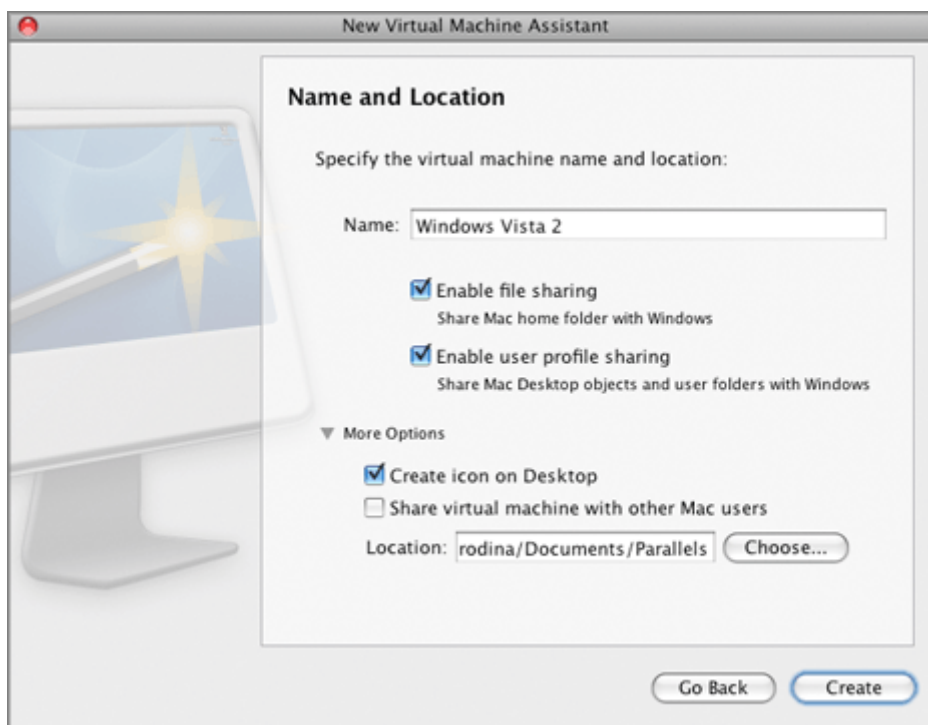 New Virtual Machine Assistant
Name and Location
Specify the virtual machine name and location:
Name: Windows Vista 2
Enable file sharing
Share Mac home folder with Windows
Enable user profile sharing
Share Mac Desktop objects and user folders with Windows
More Options
Create icon on Desktop
Share virtual machine with other Mac users
Location: rodina/Documents/Parallels Choose...
Go Back Create